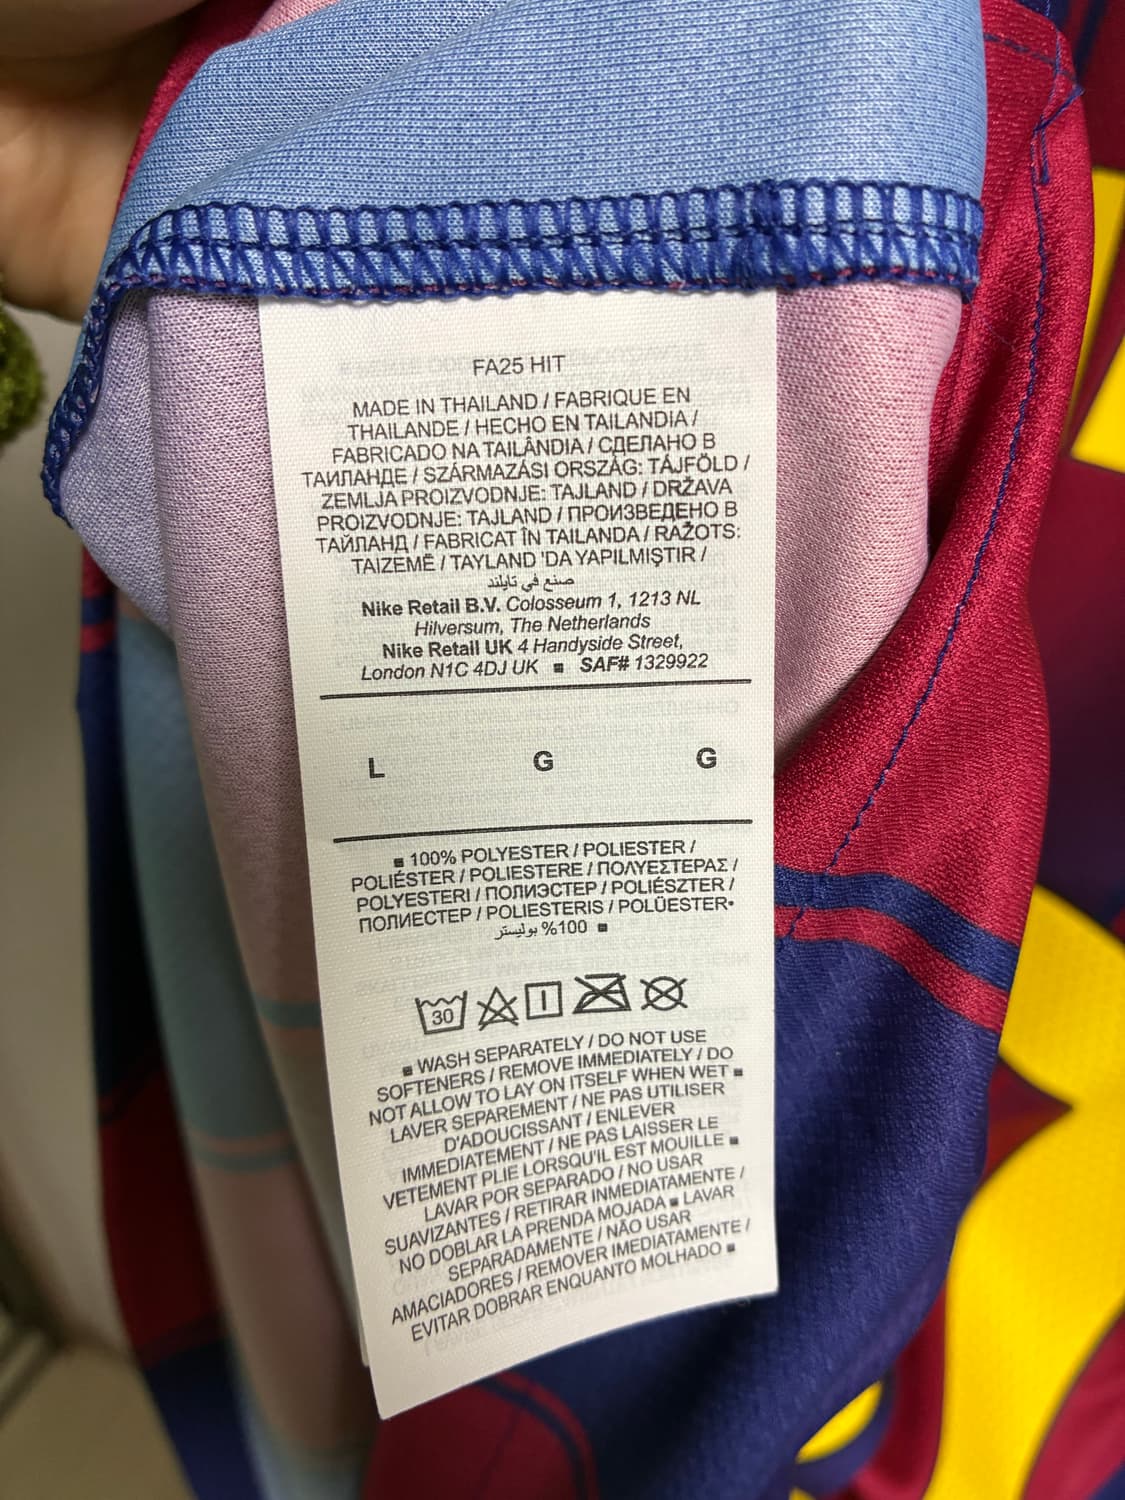 FA25 HIT
MADE IN THAILAND / FABRIQUE EN
THAILANDE / HECHO EN TAILANDIA /
FABRICADO NA TAILÂNDIA / СДЕЛАНО В
ТАИЛАНДЕ / SZÁRMAZÁSI ORSZÁG: TÁJFÖLD /
ZEMLJA PROIZVODNJE: TAJLAND / DRŽAVA
PROIZVODNJE: TAJLAND / ПРОИЗВЕДЕНО В
ТАЙЛАНД / FABRICAT ÎN TAILANDA / RAŽOTS:
TAIZEMĒ / TAYLAND 'DA YAPILMIŞTIR /
صنع في تايلند
Nike Retail B.V. Colosseum 1, 1213 NL
Hilversum, The Netherlands
Nike Retail UK 4 Handyside Street,
London N1C 4DJ UK ■ SAF# 1329922
L G G
■ 100% POLYESTER / POLIESTER /
POLIÉSTER / POLIESTERE / ΠΟΛΥΕΣΤΕΡΑΣ /
POLYESTERI / ПОЛИЭСТЕР / POLIÉSZTER /
ПОЛИЕСТЕР / POLIESTERIS / POLÜESTER•
100% بوليستر ■
30
■ WASH SEPARATELY / DO NOT USE
SOFTENERS / REMOVE IMMEDIATELY / DO
NOT ALLOW TO LAY ON ITSELF WHEN WET ■
LAVER SEPAREMENT / NE PAS UTILISER
D'ADOUCISSANT / ENLEVER
IMMEDIATEMENT / NE PAS LAISSER LE
VETEMENT PLIE LORSQU'IL EST MOUILLE ■
LAVAR POR SEPARADO / NO USAR
SUAVIZANTES / RETIRAR INMEDIATAMENTE /
NO DOBLAR LA PRENDA MOJADA ■ LAVAR
SEPARADAMENTE / NÃO USAR
AMACIADORES / REMOVER IMEDIATAMENTE /
EVITAR DOBRAR ENQUANTO MOLHADO ■